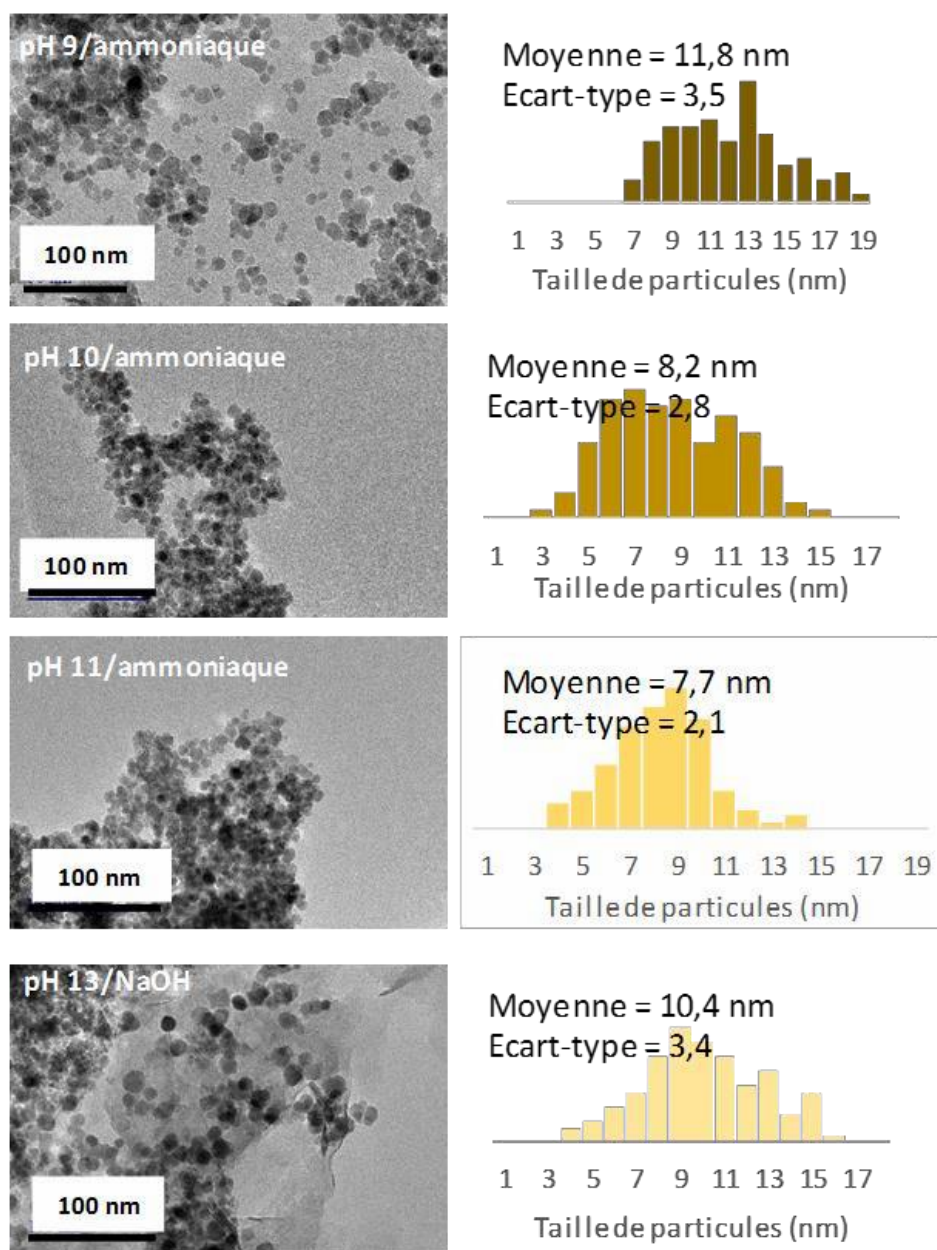 pH 9/ammoniaque
100 nm
Moyenne = 11,8 nm
Ecart-type = 3,5
1 3 5 7 9 11 13 15 17 19
Taille de particules (nm)
pH 10/ammoniaque
100 nm
Moyenne = 8,2 nm
Ecart-type = 2,8
1 3 5 7 9 11 13 15 17
Taille de particules (nm)
pH 11/ammoniaque
100 nm
Moyenne = 7,7 nm
Ecart-type = 2,1
1 3 5 7 9 11 13 15 17 19
Taille de particules (nm)
pH 13/NaOH
100 nm
Moyenne = 10,4 nm
Ecart-type = 3,4
1 3 5 7 9 11 13 15 17
Taille de particules (nm)